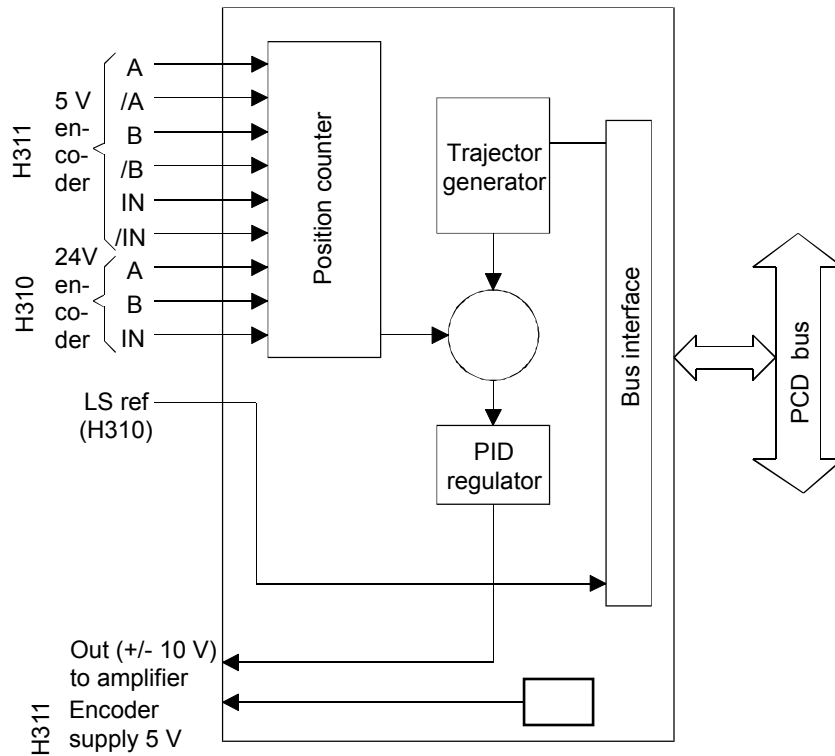 H311
5 V
en-
co-
der
A
/A
B
/B
IN
/IN
H310
24V
en-
co-
der
A
B
IN
Position counter
Trajector
generator
Bus interface
PCD bus
LS ref
(H310)
PID
regulator
Out (+/- 10 V)
to amplifier
H311
Encoder
supply 5 V